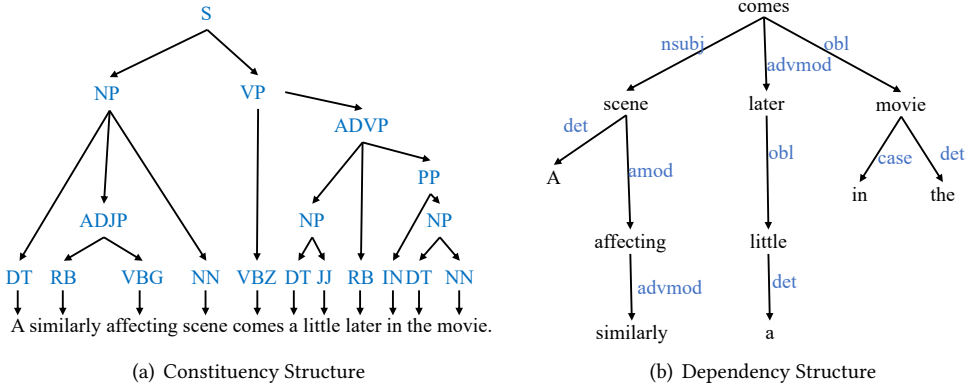 S
NP VP
ADVP
PP
ADJP NP NP
DT RB VBG NN VBZ DT JJ RB IN DT NN
A similarly affecting scene comes a little later in the movie.
(a) Constituency Structure
comes
nsubj advmod obl
scene later movie
det amod obl case det
A in the
affecting little
advmod det
similarly a
(b) Dependency Structure